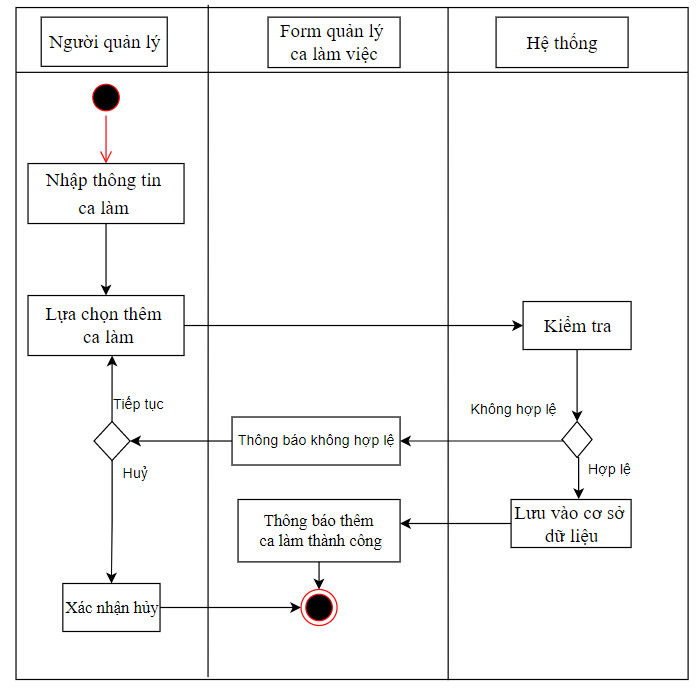 Người quản lý
Form quản lý
ca làm việc
Hệ thống
Nhập thông tin
ca làm
Lựa chọn thêm
ca làm
Kiểm tra
Tiếp tục
Không hợp lệ
Thông báo không hợp lệ
Huỷ
Hợp lệ
Thông báo thêm
ca làm thành công
Lưu vào cơ sở
dữ liệu
Xác nhận hủy